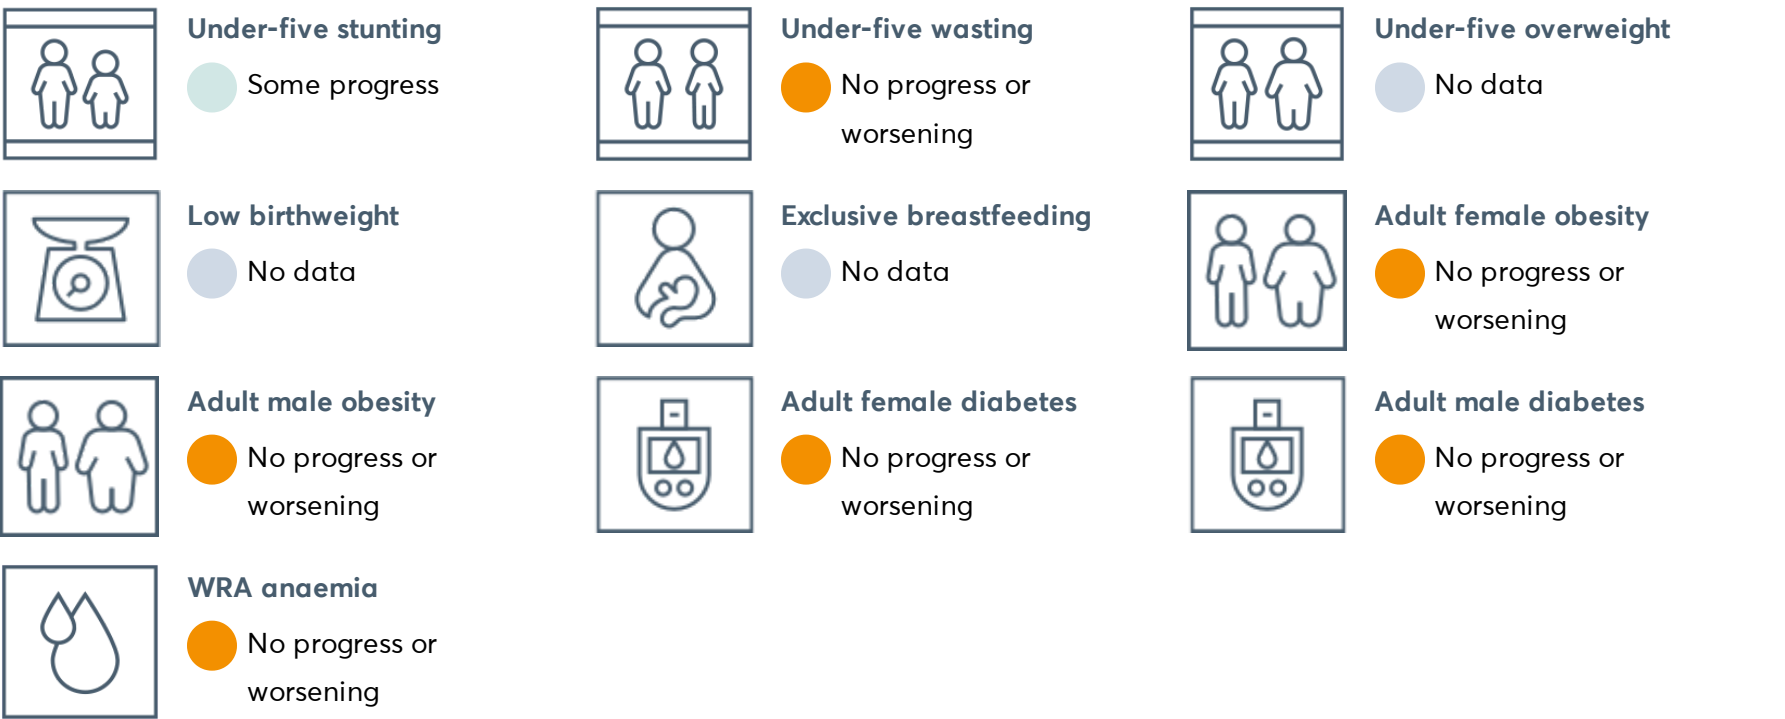 Under-five stunting
Some progress
Under-five wasting
No progress or
worsening
Under-five overweight
No data
Low birthweight
No data
Exclusive breastfeeding
No data
Adult female obesity
No progress or
worsening
Adult male obesity
No progress or
worsening
Adult female diabetes
No progress or
worsening
Adult male diabetes
No progress or
worsening
WRA anaemia
No progress or
worsening